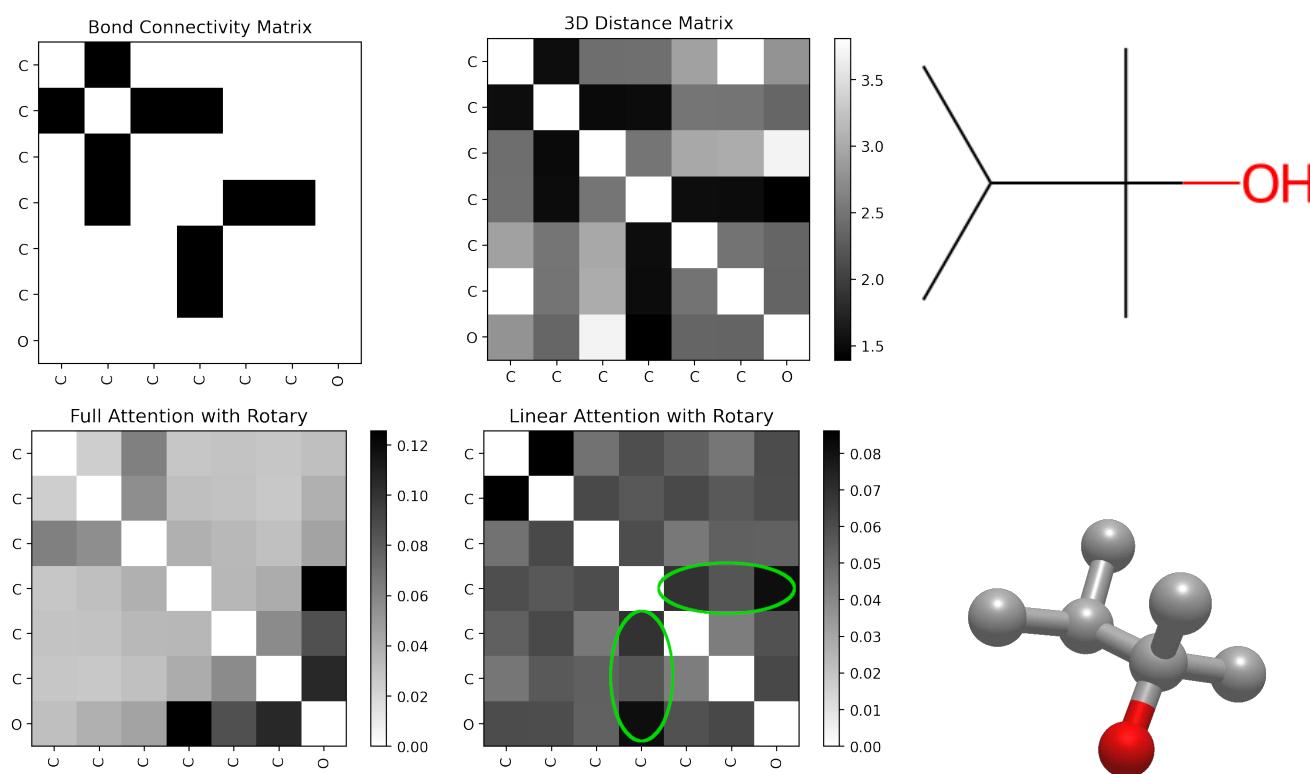 Bond Connectivity Matrix
C
C
C
C
C
C
O
C C C C C C O
3D Distance Matrix
C
C
C
C
C
C
O
C C C C C C O
3.5
3.0
2.5
2.0
1.5
OH
Full Attention with Rotary
C
C
C
C
C
C
O
C C C C C C O
0.12
0.10
0.08
0.06
0.04
0.02
0.00
Linear Attention with Rotary
C
C
C
C
C
C
O
C C C C C C O
0.08
0.07
0.06
0.05
0.04
0.03
0.02
0.01
0.00